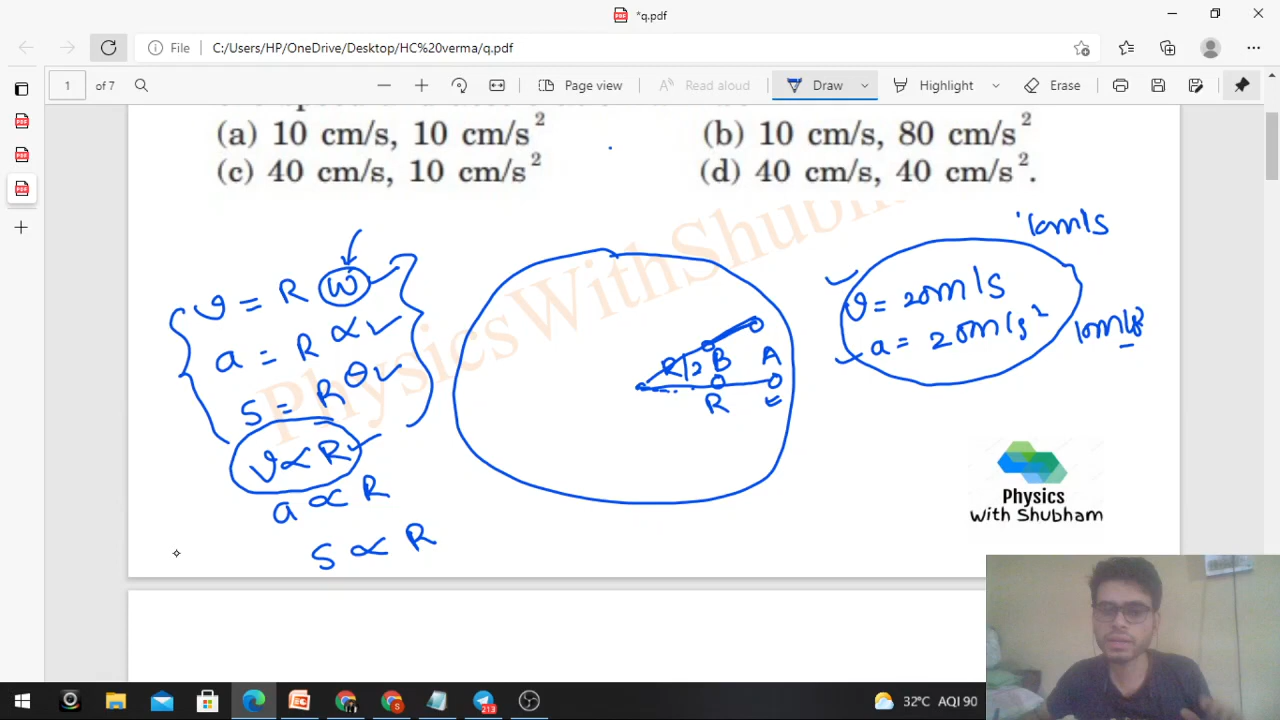 *q.pdf
File C:/Users/HP/OneDrive/Desktop/HC%20verma/q.pdf
1 of 7 Page view Read aloud Draw Highlight Erase
(a) 10 cm/s, 10 cm/s² (b) 10 cm/s, 80 cm/s²
(c) 40 cm/s, 10 cm/s² (d) 40 cm/s, 40 cm/s².
PhysicsWithShubham
v = R ω
a = R α
s = R θ
v ∝ R
a ∝ R
s ∝ R
R/2 B A
R
10m/s
v = 20m/s
a = 20m/s²
Physics
With Shubham
32°C AQI 90
213